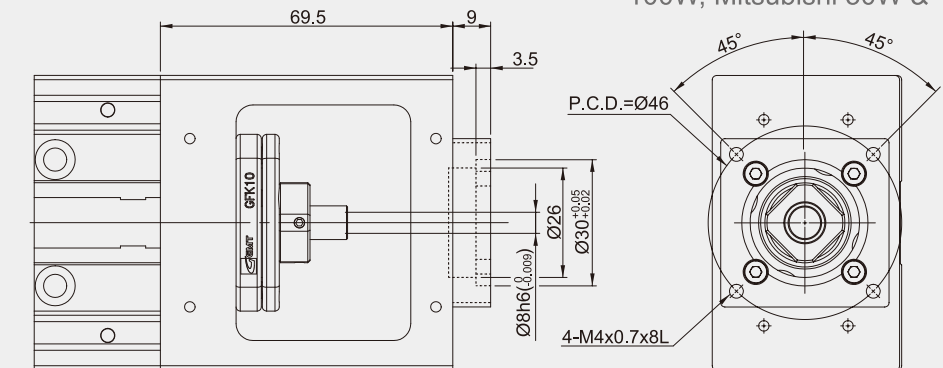 100W, Mitsubishi 50W &
69.5
9
3.5
45°
45°
P.C.D.=Ø46
GFK10
GMT
Ø26
Ø30 +0.05 +0.02
Ø8h6( 0 -0.009)
4-M4x0.7x8L